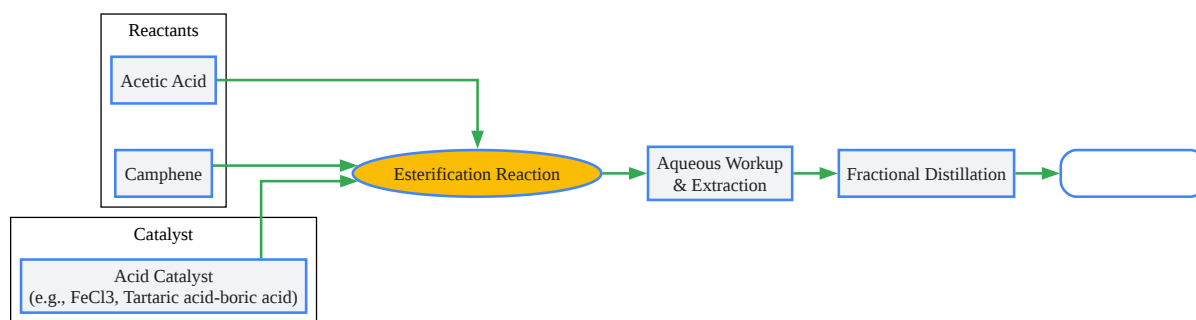 Reactants
Acetic Acid
Camphene
Catalyst
Acid Catalyst
(e.g., FeCl3, Tartaric acid-boric acid)
Esterification Reaction
Aqueous Workup
& Extraction
Fractional Distillation